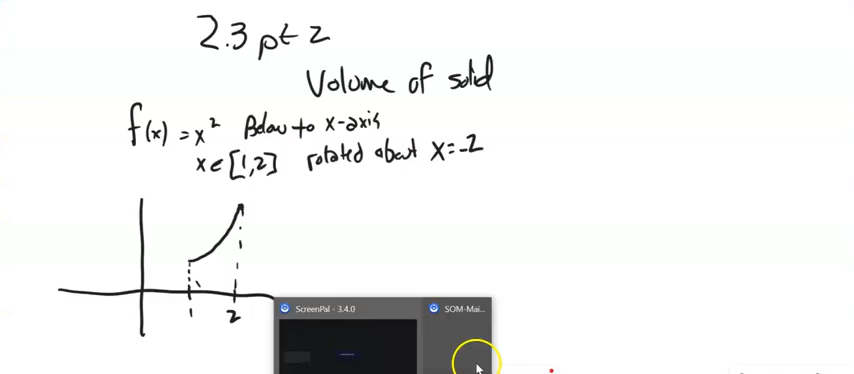 2.3 pt 2
Volume of solid
f(x) = x² Below to x-axis
x ∈ [1,2] rotated about x=-2
2
ScreenPal - 3.4.0
SOM-Mai...